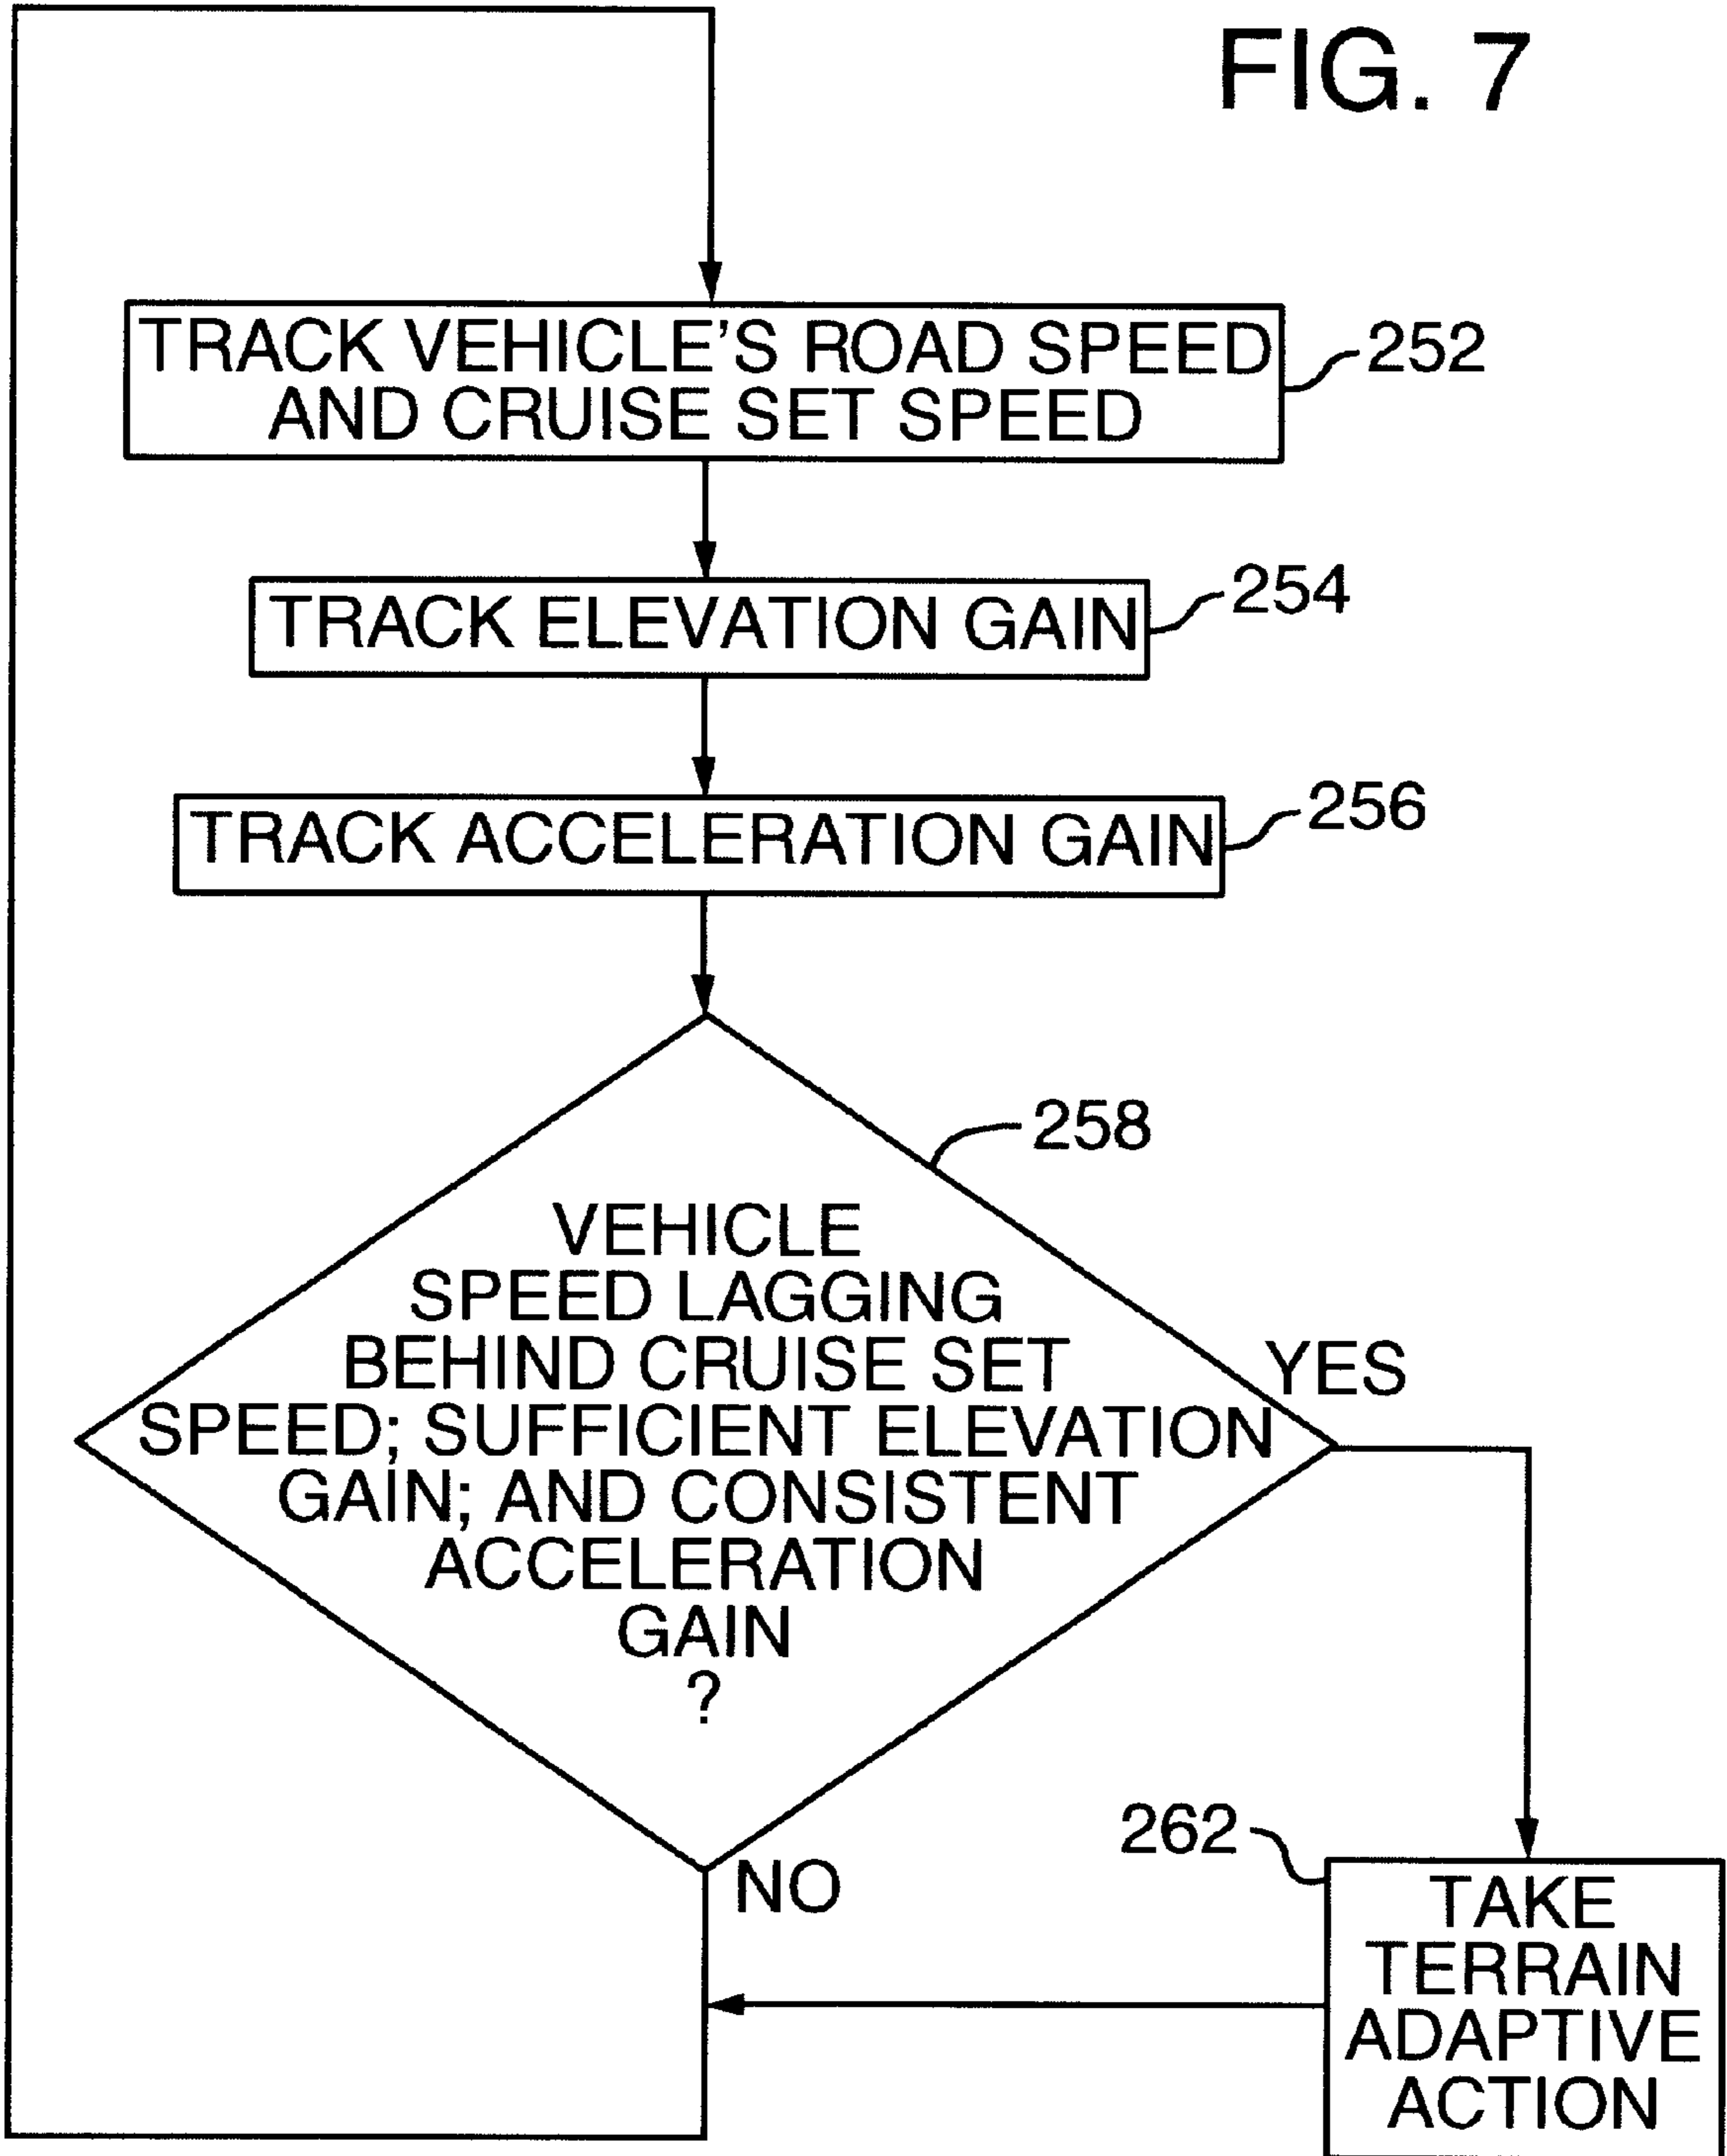 FIG. 7
TRACK VEHICLE'S ROAD SPEED
AND CRUISE SET SPEED
252
TRACK ELEVATION GAIN
254
TRACK ACCELERATION GAIN
256
258
VEHICLE
SPEED LAGGING
BEHIND CRUISE SET
SPEED; SUFFICIENT ELEVATION
GAIN; AND CONSISTENT
ACCELERATION
GAIN
?
YES
NO
262
TAKE
TERRAIN
ADAPTIVE
ACTION